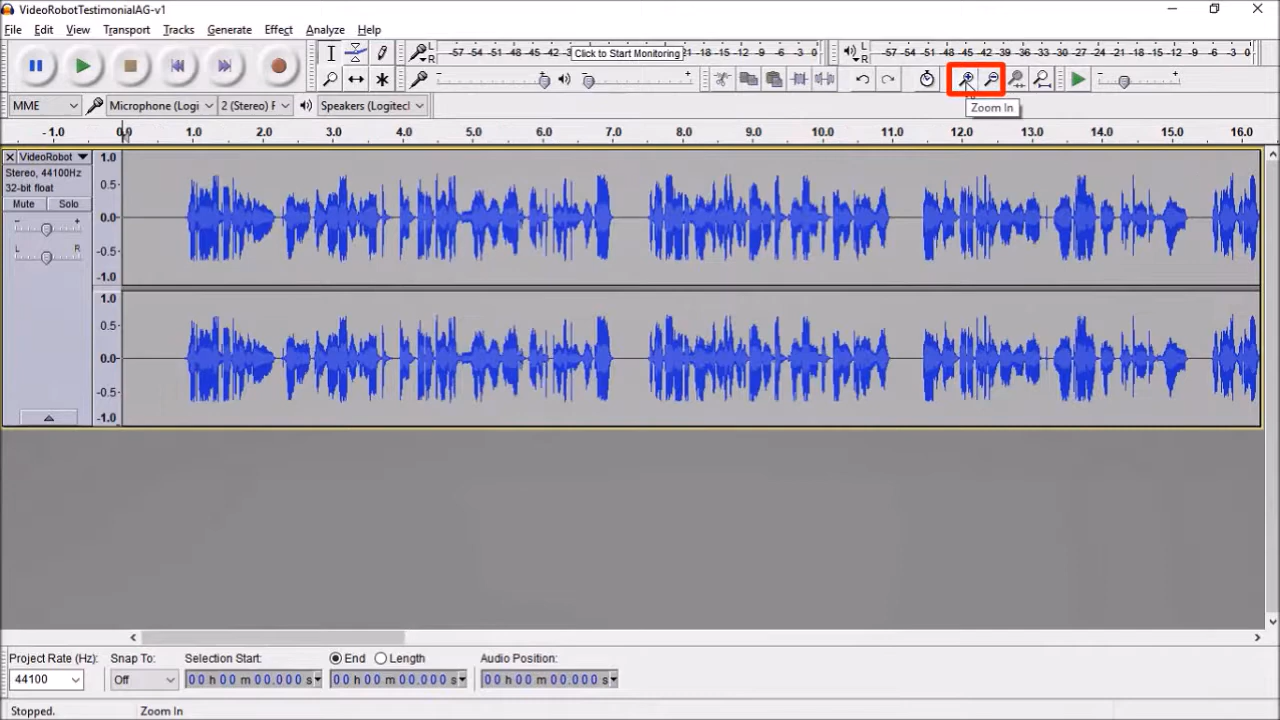 VideoRobotTestimonialAG-v1
File Edit View Transport Tracks Generate Effect Analyze Help
L R -57 -54 -51 -48 -45 -42 -3 Click to Start Monitoring 21 -18 -15 -12 -9 -6 -3 0
L R -57 -54 -51 -48 -45 -42 -39 -36 -33 -30 -27 -24 -21 -18 -15 -12 -9 -6 -3 0
- + - +
- +
MME Microphone (Logi 2 (Stereo) Speakers (Logitecl
Zoom In
- 1.0 0.0 1.0 2.0 3.0 4.0 5.0 6.0 7.0 8.0 9.0 10.0 11.0 12.0 13.0 14.0 15.0 16.0
VideoRobot 1.0
Stereo, 44100Hz
32-bit float 0.5
Mute Solo
- + 0.0
L R -0.5
-1.0
1.0
0.5
0.0
-0.5
-1.0
Project Rate (Hz): Snap To: Selection Start: End Length Audio Position:
44100 Off 00 h 00 m 00.000 s 00 h 00 m 00.000 s 00 h 00 m 00.000 s
Stopped. Zoom In